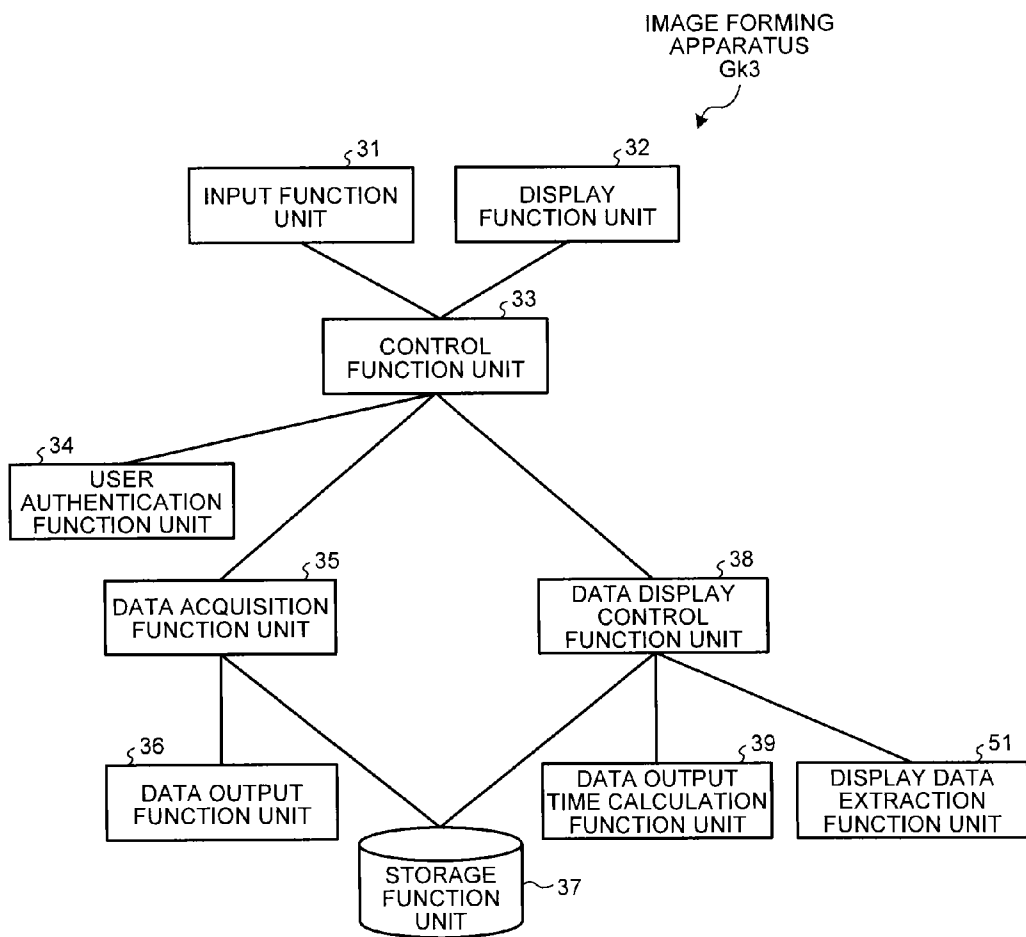 IMAGE FORMING
APPARATUS
Gk3
31
INPUT FUNCTION
UNIT
32
DISPLAY
FUNCTION UNIT
33
CONTROL
FUNCTION UNIT
34
USER
AUTHENTICATION
FUNCTION UNIT
35
DATA ACQUISITION
FUNCTION UNIT
38
DATA DISPLAY
CONTROL
FUNCTION UNIT
36
DATA OUTPUT
FUNCTION UNIT
39
DATA OUTPUT
TIME CALCULATION
FUNCTION UNIT
51
DISPLAY DATA
EXTRACTION
FUNCTION UNIT
STORAGE
FUNCTION
UNIT
37